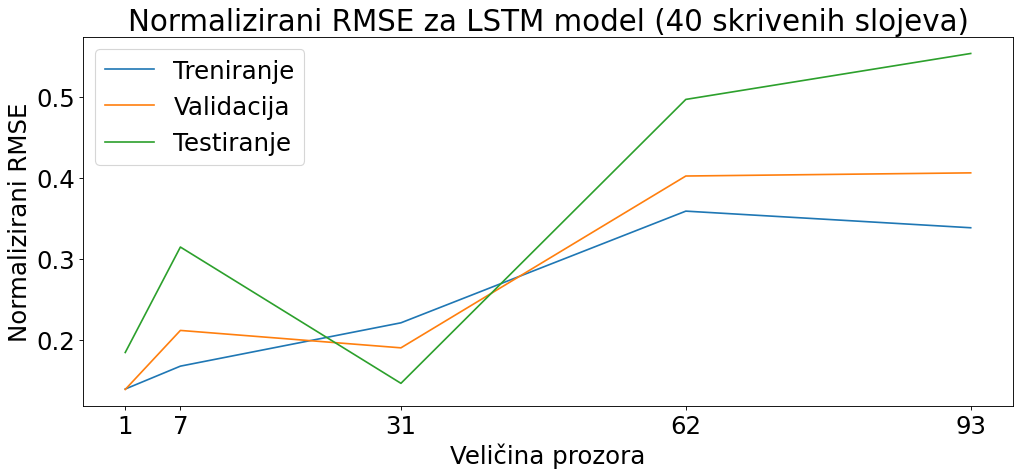 Normalizirani RMSE za LSTM model (40 skrivenih slojeva)
Treniranje
Validacija
Testiranje
Normalizirani RMSE
0.5
0.4
0.3
0.2
1 7 31 62 93
Veličina prozora